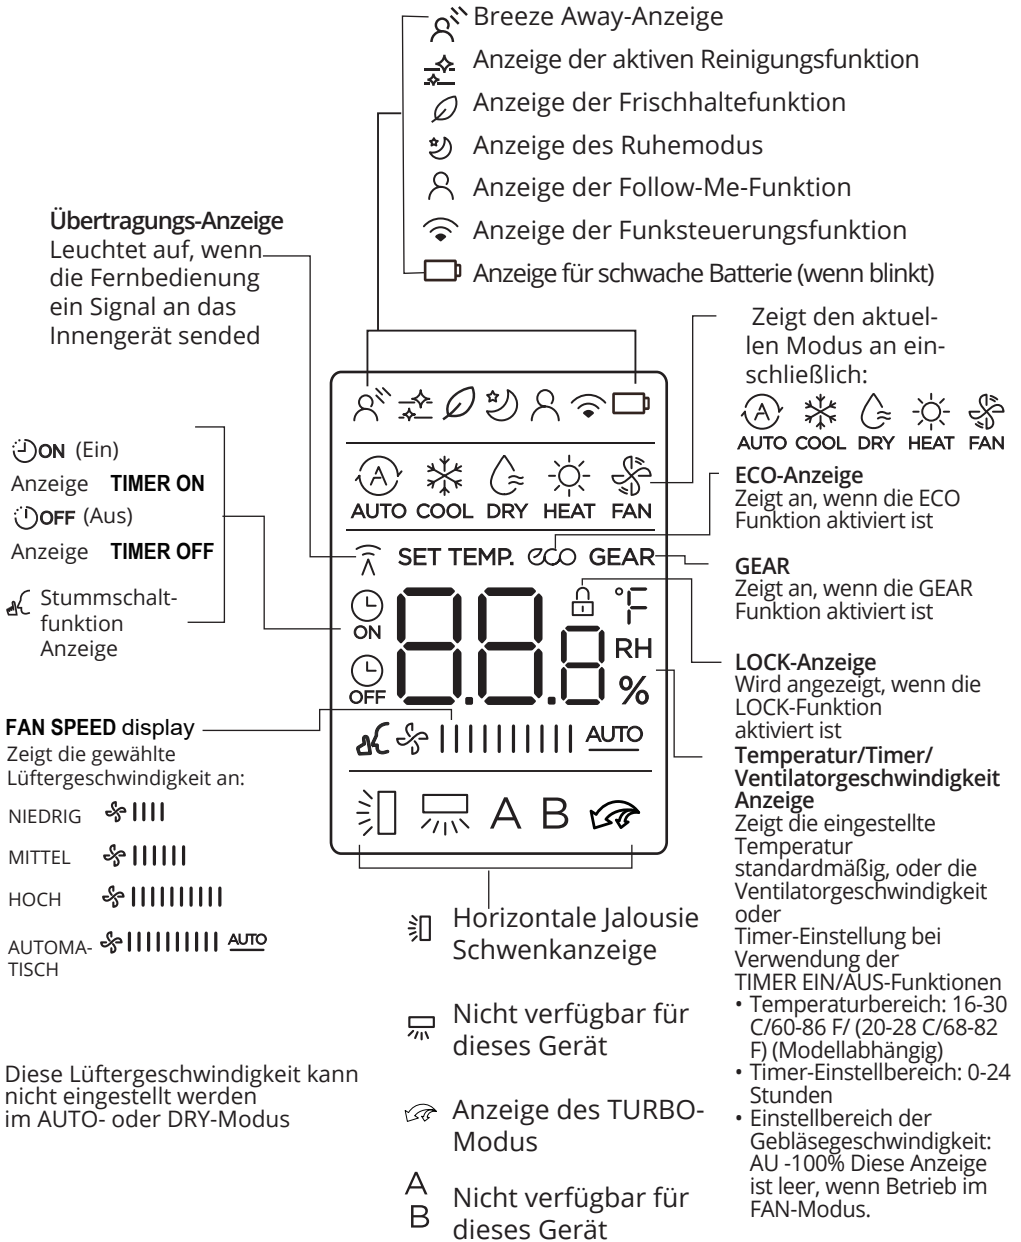 Breeze Away-Anzeige
Anzeige der aktiven Reinigungsfunktion
Anzeige der Frischhaltefunktion
Anzeige des Ruhemodus
Anzeige der Follow-Me-Funktion
Anzeige der Funksteuerungsfunktion
Anzeige für schwache Batterie (wenn blinkt)
Übertragungs-Anzeige
Leuchtet auf, wenn
die Fernbedienung
ein Signal an das
Innengerät sended
Zeigt den aktuel-
len Modus an ein-
schließlich:
A
AUTO COOL DRY HEAT FAN
ON (Ein)
Anzeige TIMER ON
OFF (Aus)
Anzeige TIMER OFF
Stummschalt-
funktion
Anzeige
A
AUTO COOL DRY HEAT FAN
SET TEMP. eco GEAR
ON
OFF
88.8
°F
RH
%
AUTO
A B
ECO-Anzeige
Zeigt an, wenn die ECO
Funktion aktiviert ist
GEAR
Zeigt an, wenn die GEAR
Funktion aktiviert ist
LOCK-Anzeige
Wird angezeigt, wenn die
LOCK-Funktion
aktiviert ist
Temperatur/Timer/
Ventilatorgeschwindigkeit
Anzeige
Zeigt die eingestellte
Temperatur
standardmäßig, oder die
Ventilatorgeschwindigkeit
oder
Timer-Einstellung bei
Verwendung der
TIMER EIN/AUS-Funktionen
• Temperaturbereich: 16-30
C/60-86 F/ (20-28 C/68-82
F) (Modellabhängig)
• Timer-Einstellbereich: 0-24
Stunden
• Einstellbereich der
Gebläsegeschwindigkeit:
AU -100% Diese Anzeige
ist leer, wenn Betrieb im
FAN-Modus.
FAN SPEED display
Zeigt die gewählte
Lüftergeschwindigkeit an:
NIEDRIG
MITTEL
HOCH
AUTOMA-
TISCH
AUTO
Diese Lüftergeschwindigkeit kann
nicht eingestellt werden
im AUTO- oder DRY-Modus
Horizontale Jalousie
Schwenkanzeige
Nicht verfügbar für
dieses Gerät
Anzeige des TURBO-
Modus
A
B
Nicht verfügbar für
dieses Gerät